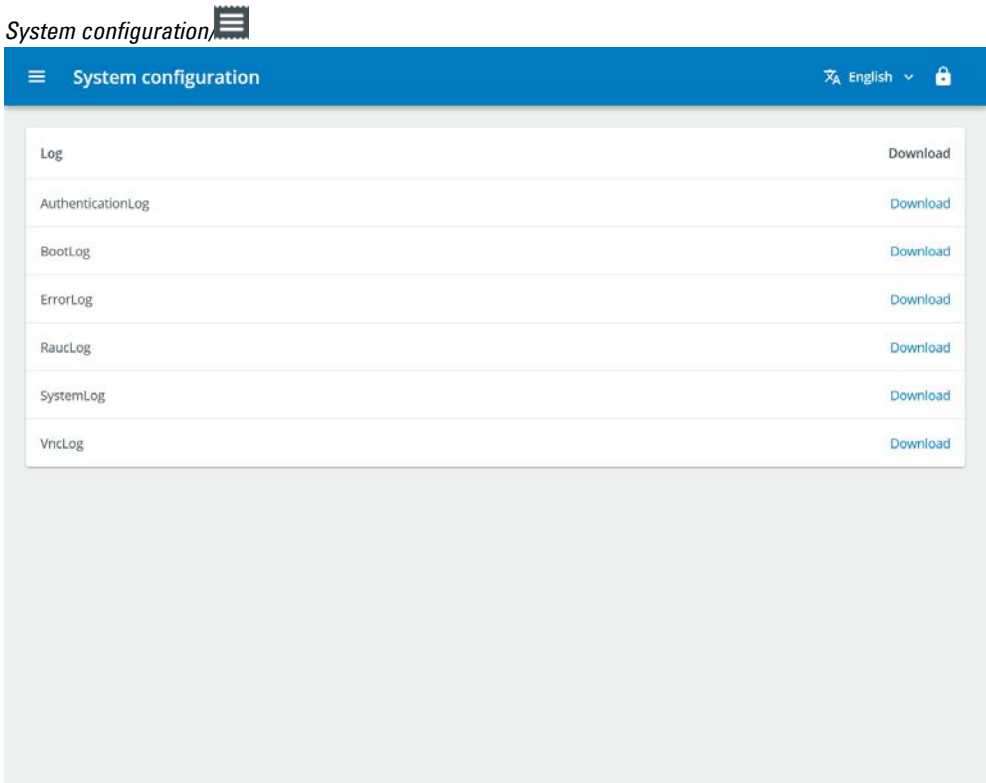 System configuration/
System configuration English
Log Download
AuthenticationLog Download
BootLog Download
ErrorLog Download
RaucLog Download
SystemLog Download
VncLog Download